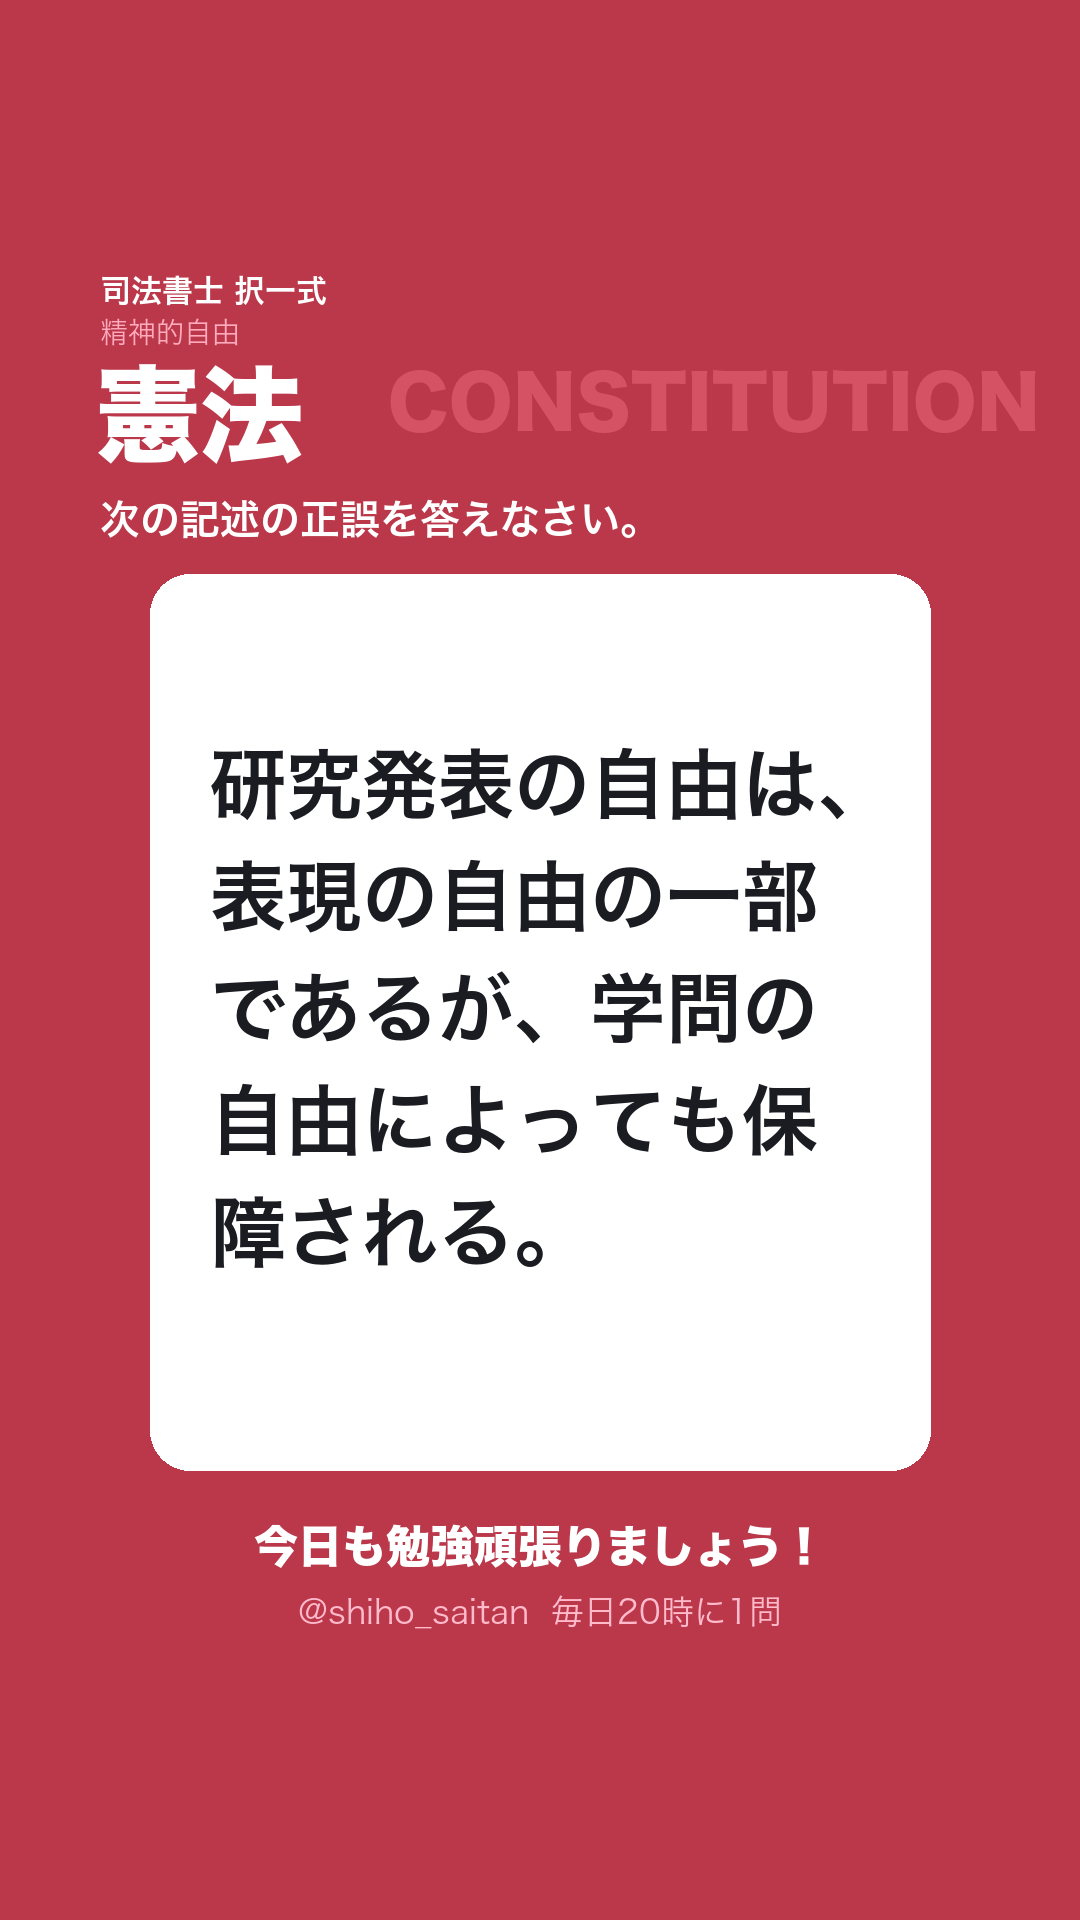 司法書士 択一式
精神的自由
憲法
CONSTITUTION
次の記述の正誤を答えなさい。
研究発表の自由は、
表現の自由の一部
であるが、学問の
自由によっても保
障される。
今日も勉強頑張りましょう！
@shiho_saitan 毎日20時に1問